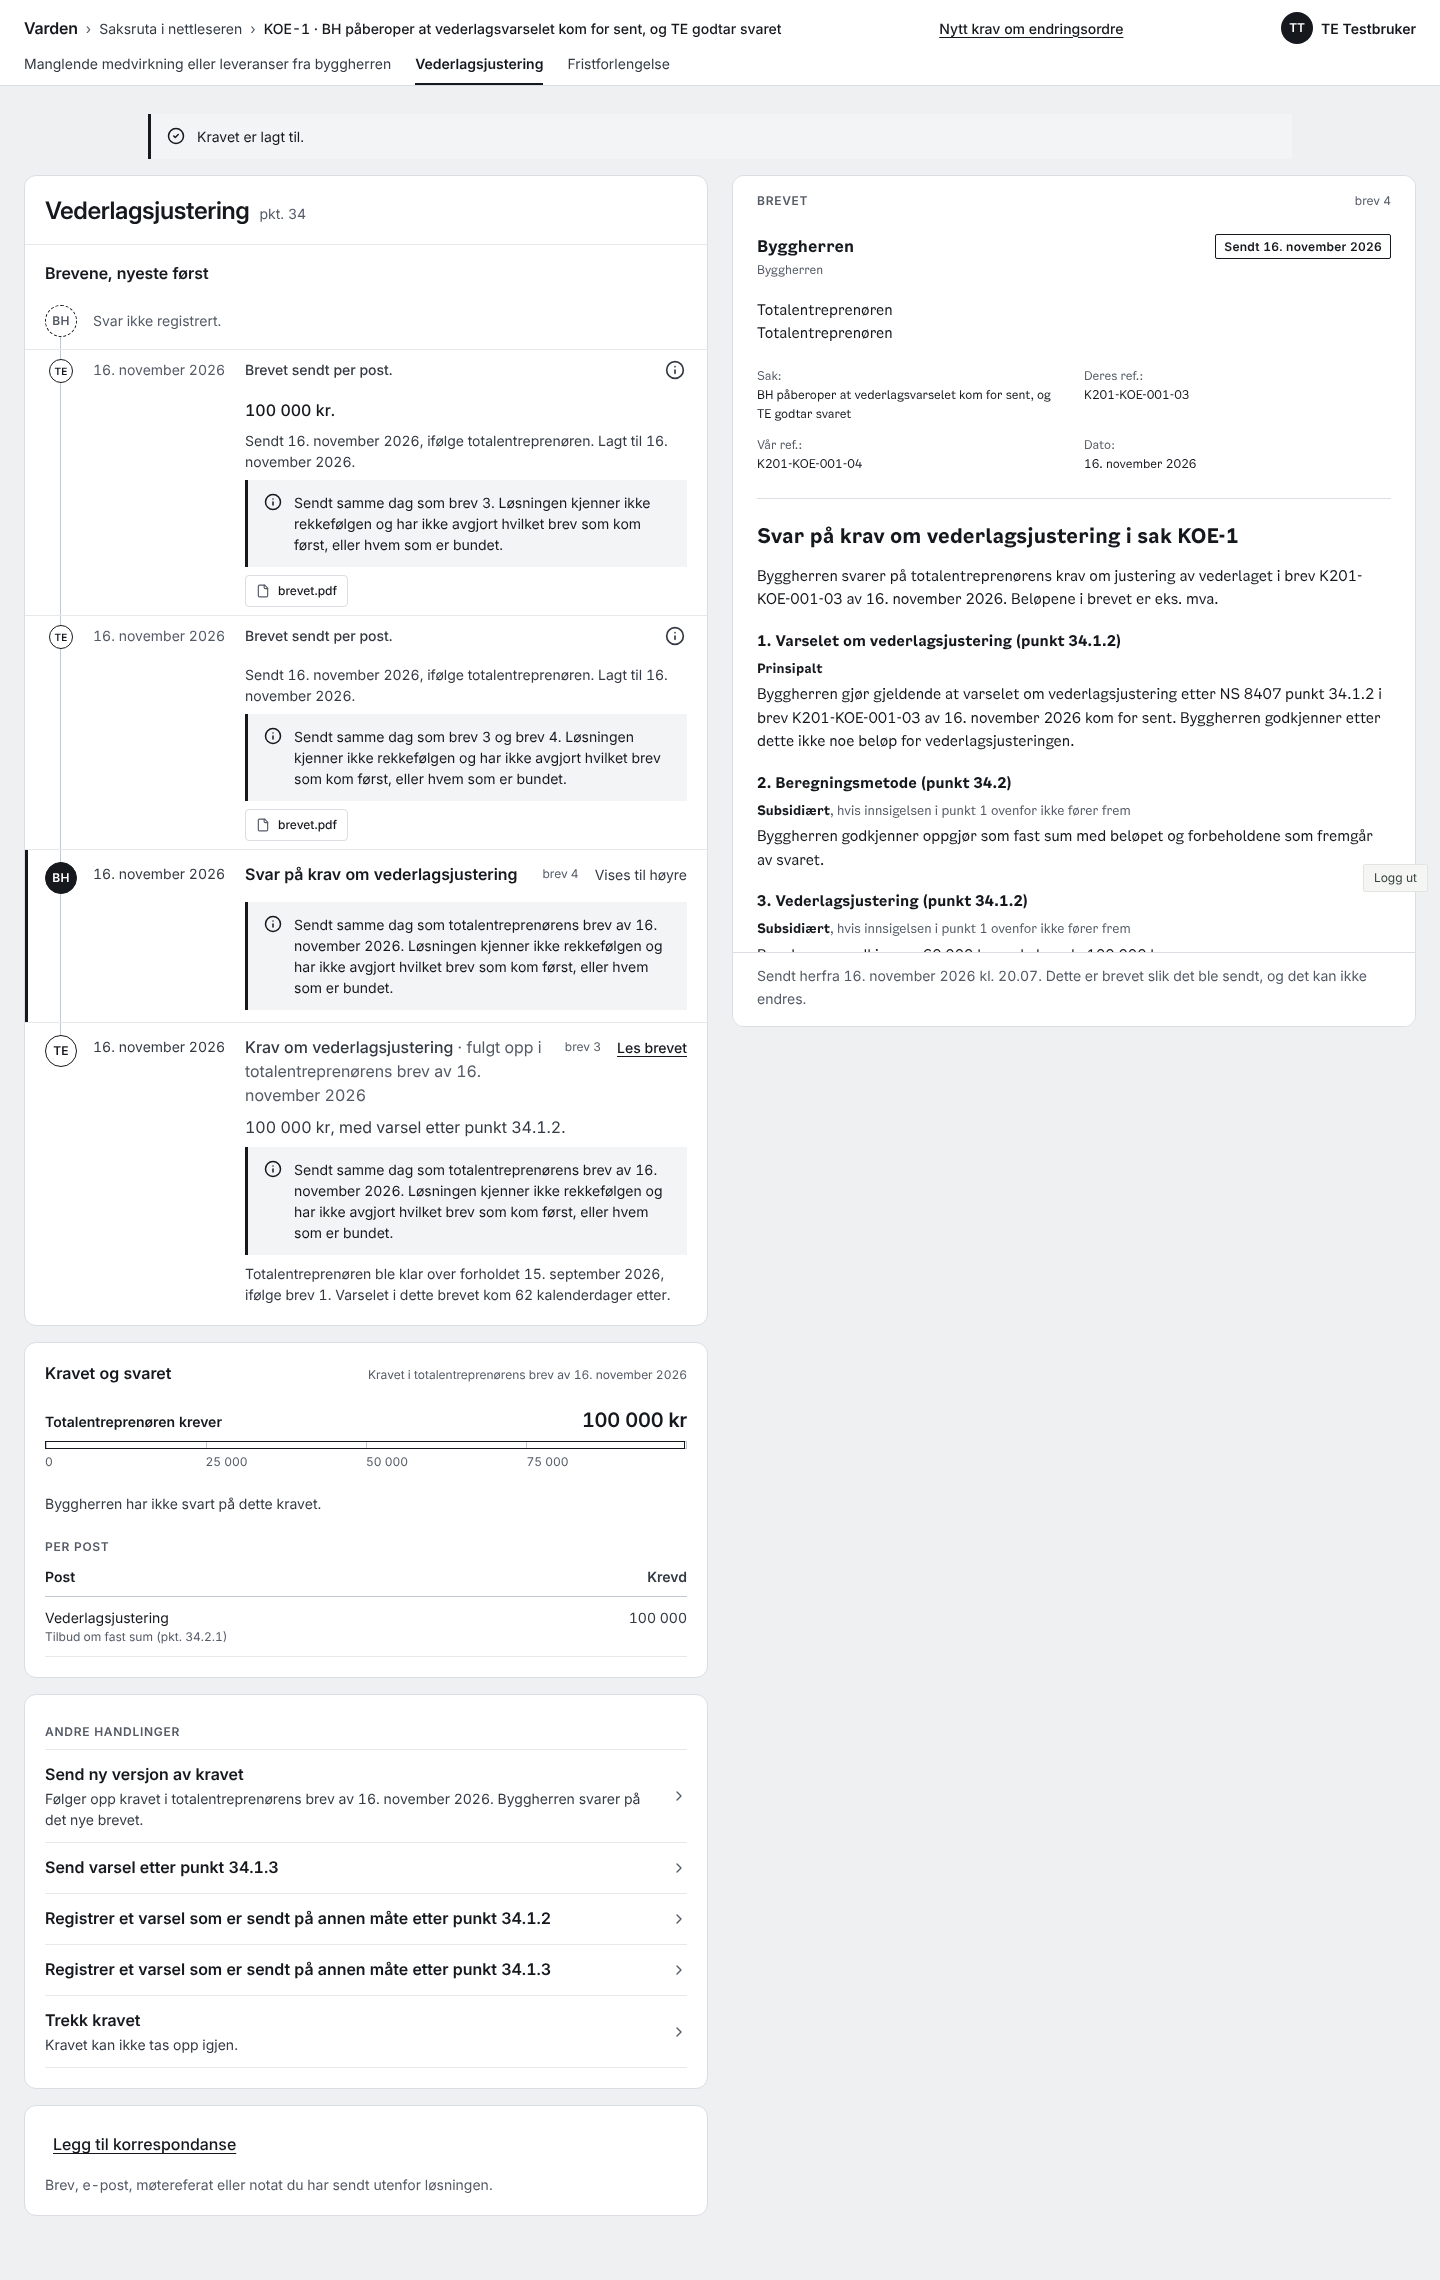 Varden › Saksruta i nettleseren › KOE-1 · BH påberoper at vederlagsvarselet kom for sent, og TE godtar svaret
Nytt krav om endringsordre
TT TE Testbruker
Manglende medvirkning eller leveranser fra byggherren Vederlagsjustering Fristforlengelse
Kravet er lagt til.
Vederlagsjustering pkt. 34
Brevene, nyeste først
BH Svar ikke registrert.
TE 16. november 2026 Brevet sendt per post.
100 000 kr.
Sendt 16. november 2026, ifølge totalentreprenøren. Lagt til 16.
november 2026.
Sendt samme dag som brev 3. Løsningen kjenner ikke
rekkefølgen og har ikke avgjort hvilket brev som kom
først, eller hvem som er bundet.
brevet.pdf
TE 16. november 2026 Brevet sendt per post.
Sendt 16. november 2026, ifølge totalentreprenøren. Lagt til 16.
november 2026.
Sendt samme dag som brev 3 og brev 4. Løsningen
kjenner ikke rekkefølgen og har ikke avgjort hvilket brev
som kom først, eller hvem som er bundet.
brevet.pdf
BH 16. november 2026 Svar på krav om vederlagsjustering brev 4 Vises til høyre
Sendt samme dag som totalentreprenørens brev av 16.
november 2026. Løsningen kjenner ikke rekkefølgen og
har ikke avgjort hvilket brev som kom først, eller hvem
som er bundet.
TE 16. november 2026 Krav om vederlagsjustering · fulgt opp i brev 3 Les brevet
totalentreprenørens brev av 16.
november 2026
100 000 kr, med varsel etter punkt 34.1.2.
Sendt samme dag som totalentreprenørens brev av 16.
november 2026. Løsningen kjenner ikke rekkefølgen og
har ikke avgjort hvilket brev som kom først, eller hvem
som er bundet.
Totalentreprenøren ble klar over forholdet 15. september 2026,
ifølge brev 1. Varselet i dette brevet kom 62 kalenderdager etter.
Kravet og svaret Kravet i totalentreprenørens brev av 16. november 2026
Totalentreprenøren krever 100 000 kr
0 25 000 50 000 75 000
Byggherren har ikke svart på dette kravet.
PER POST
Post Krevd
Vederlagsjustering 100 000
Tilbud om fast sum (pkt. 34.2.1)
ANDRE HANDLINGER
Send ny versjon av kravet
Følger opp kravet i totalentreprenørens brev av 16. november 2026. Byggherren svarer på
det nye brevet.
Send varsel etter punkt 34.1.3
Registrer et varsel som er sendt på annen måte etter punkt 34.1.2
Registrer et varsel som er sendt på annen måte etter punkt 34.1.3
Trekk kravet
Kravet kan ikke tas opp igjen.
Legg til korrespondanse
Brev, e-post, møtereferat eller notat du har sendt utenfor løsningen.
BREVET brev 4
Byggherren Sendt 16. november 2026
Byggherren
Totalentreprenøren
Totalentreprenøren
Sak: Deres ref.:
BH påberoper at vederlagsvarselet kom for sent, og K201-KOE-001-03
TE godtar svaret
Vår ref.: Dato:
K201-KOE-001-04 16. november 2026
Svar på krav om vederlagsjustering i sak KOE-1
Byggherren svarer på totalentreprenørens krav om justering av vederlaget i brev K201-
KOE-001-03 av 16. november 2026. Beløpene i brevet er eks. mva.
1. Varselet om vederlagsjustering (punkt 34.1.2)
Prinsipalt
Byggherren gjør gjeldende at varselet om vederlagsjustering etter NS 8407 punkt 34.1.2 i
brev K201-KOE-001-03 av 16. november 2026 kom for sent. Byggherren godkjenner etter
dette ikke noe beløp for vederlagsjusteringen.
2. Beregningsmetode (punkt 34.2)
Subsidiært, hvis innsigelsen i punkt 1 ovenfor ikke fører frem
Byggherren godkjenner oppgjør som fast sum med beløpet og forbeholdene som fremgår
av svaret.
Logg ut
3. Vederlagsjustering (punkt 34.1.2)
Subsidiært, hvis innsigelsen i punkt 1 ovenfor ikke fører frem
Sendt herfra 16. november 2026 kl. 20.07. Dette er brevet slik det ble sendt, og det kan ikke
endres.